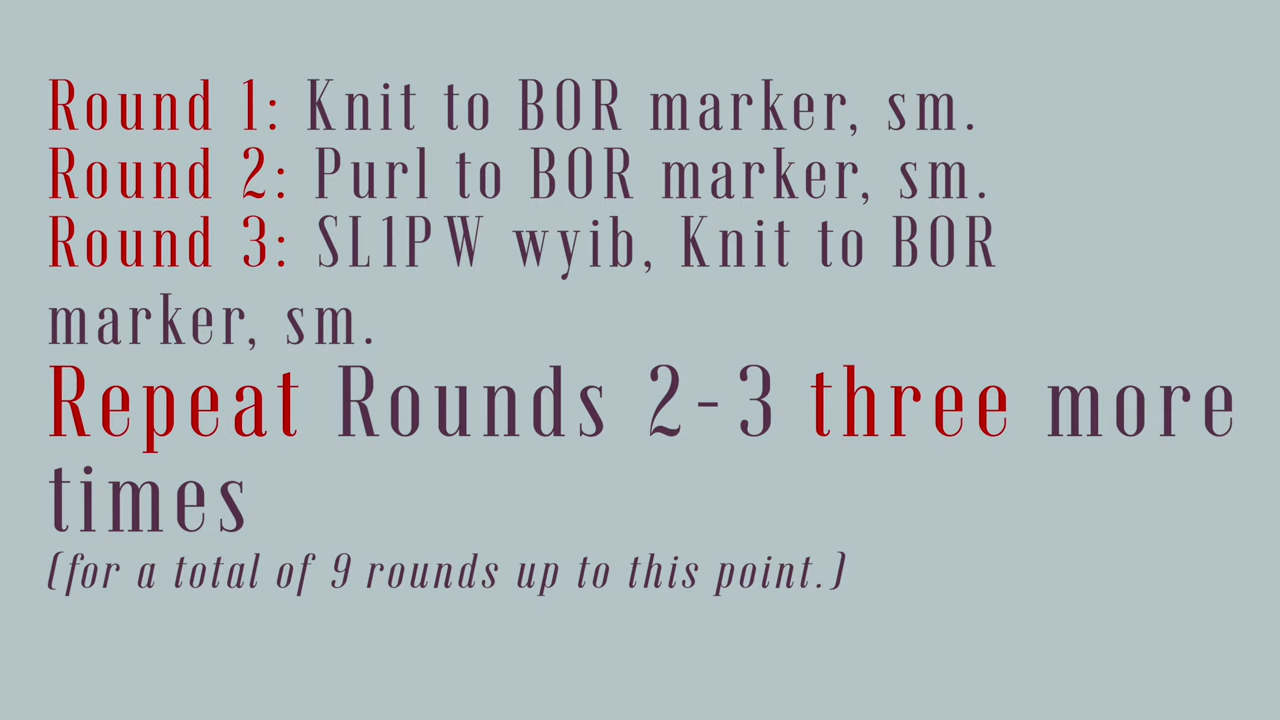 Round 1: Knit to BOR marker, sm.
Round 2: Purl to BOR marker, sm.
Round 3: SL1PW wyib, Knit to BOR
marker, sm.
Repeat Rounds 2-3 three more
times
(for a total of 9 rounds up to this point.)